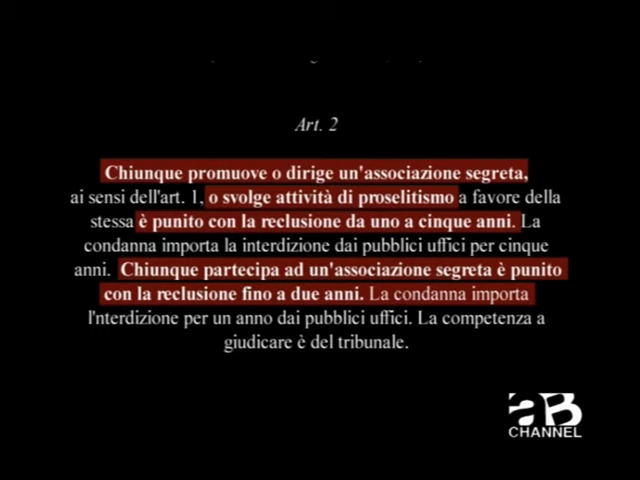 Art. 2
Chiunque promuove o dirige un'associazione segreta,
ai sensi dell'art. 1, o svolge attività di proselitismo a favore della
stessa è punito con la reclusione da uno a cinque anni. La
condanna importa la interdizione dai pubblici uffici per cinque
anni. Chiunque partecipa ad un'associazione segreta è punito
con la reclusione fino a due anni. La condanna importa
l'interdizione per un anno dai pubblici uffici. La competenza a
giudicare è del tribunale.
aB
CHANNEL